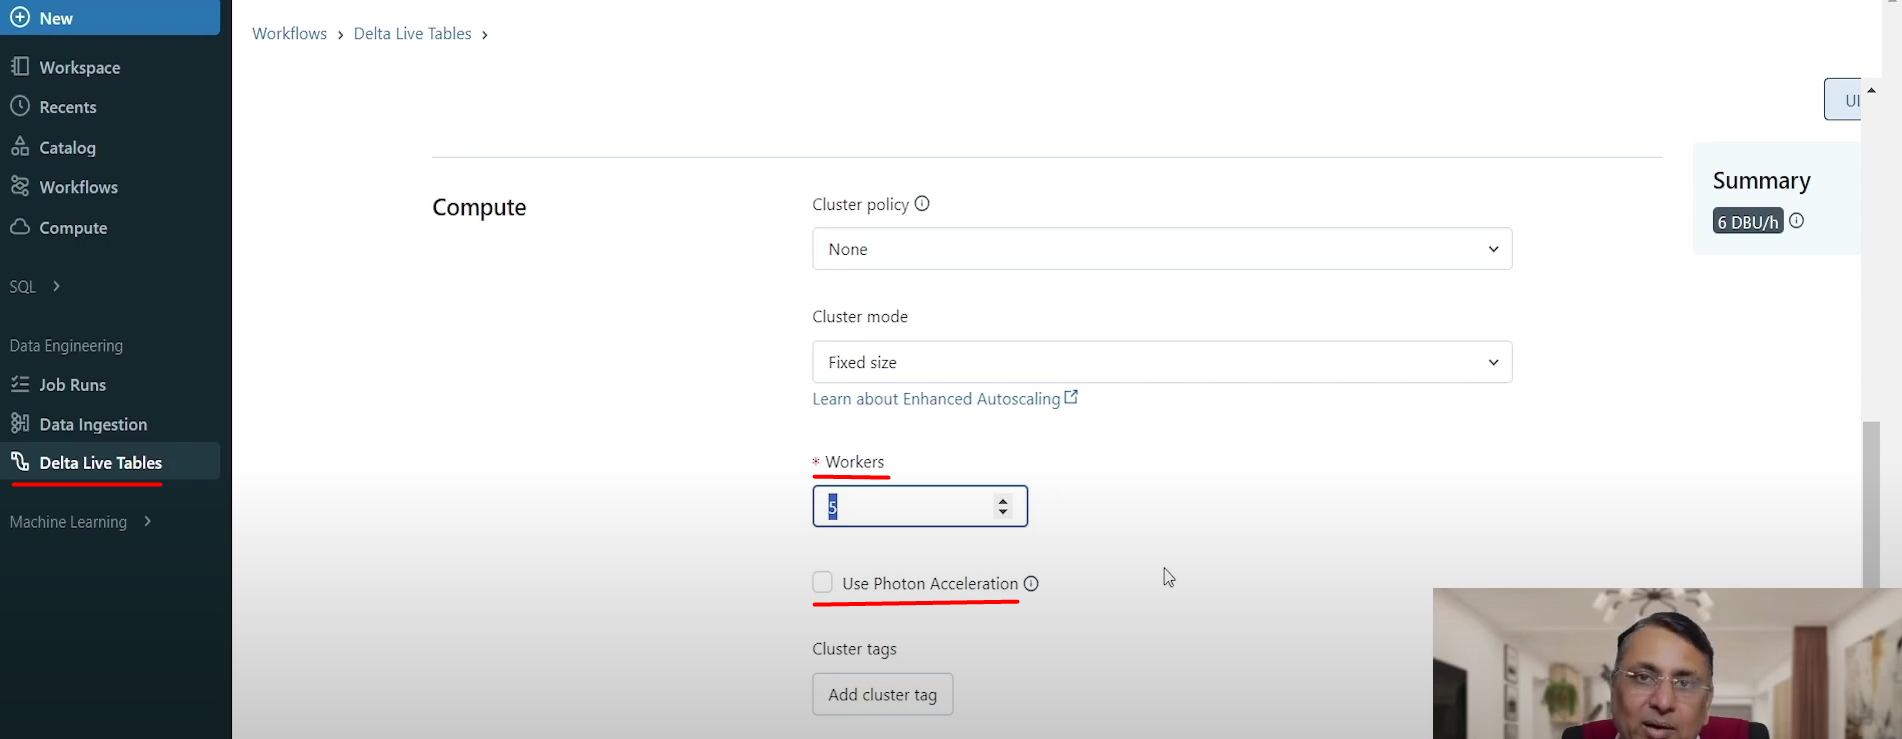 New
Workspace
Recents
Catalog
Workflows
Compute
SQL
Data Engineering
Job Runs
Data Ingestion
Delta Live Tables
Machine Learning
Workflows › Delta Live Tables ›
UI
Compute
Cluster policy
None
Cluster mode
Fixed size
Learn about Enhanced Autoscaling
* Workers
5
Use Photon Acceleration
Cluster tags
Add cluster tag
Summary
6 DBU/h